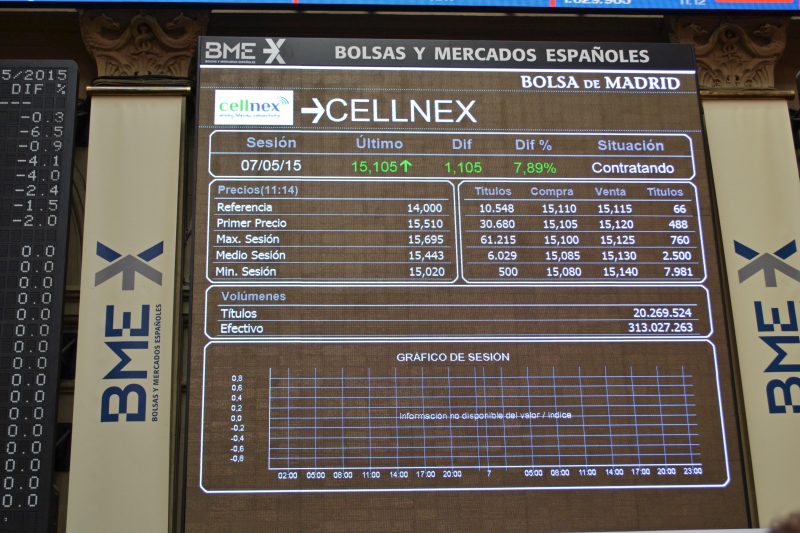 1.029.985
11.12
5/2015
DIF %
---
-0.3
-6.5
-0.9
-4.1
-4.0
-2.4
-1.5
-2.0
0.0
0.0
0.0
0.0
0.0
0.0
0.0
0.0
0.0
0.0
0.0
0.0
0.0
BME X
BOLSAS Y MERCADOS ESPAÑOLES
BME X
BOLSAS Y MERCADOS ESPAÑOLES
BOLSAS Y MERCADOS ESPAÑOLES
BOLSA DE MADRID
cellnex
CELLNEX
Sesión Último Dif Dif % Situación
07/05/15 15,105 1,105 7,89% Contratando
Precios(11:14)
Referencia 14,000
Primer Precio 15,510
Max. Sesión 15,695
Medio Sesión 15,443
Min. Sesión 15,020
Títulos Compra Venta Títulos
10.548 15,110 15,115 66
30.680 15,105 15,120 488
61.215 15,100 15,125 760
6.029 15,085 15,130 2.500
500 15,080 15,140 7.981
Volúmenes
Títulos 20.269.524
Efectivo 313.027.263
GRÁFICO DE SESIÓN
0,8
0,6
0,4
0,2
0,0
-0,2
-0,4
-0,6
-0,8
Información no disponible del valor / índice
02:00 05:00 08:00 11:00 14:00 17:00 20:00 7 05:00 08:00 11:00 14:00 17:00 20:00 23:00
BME